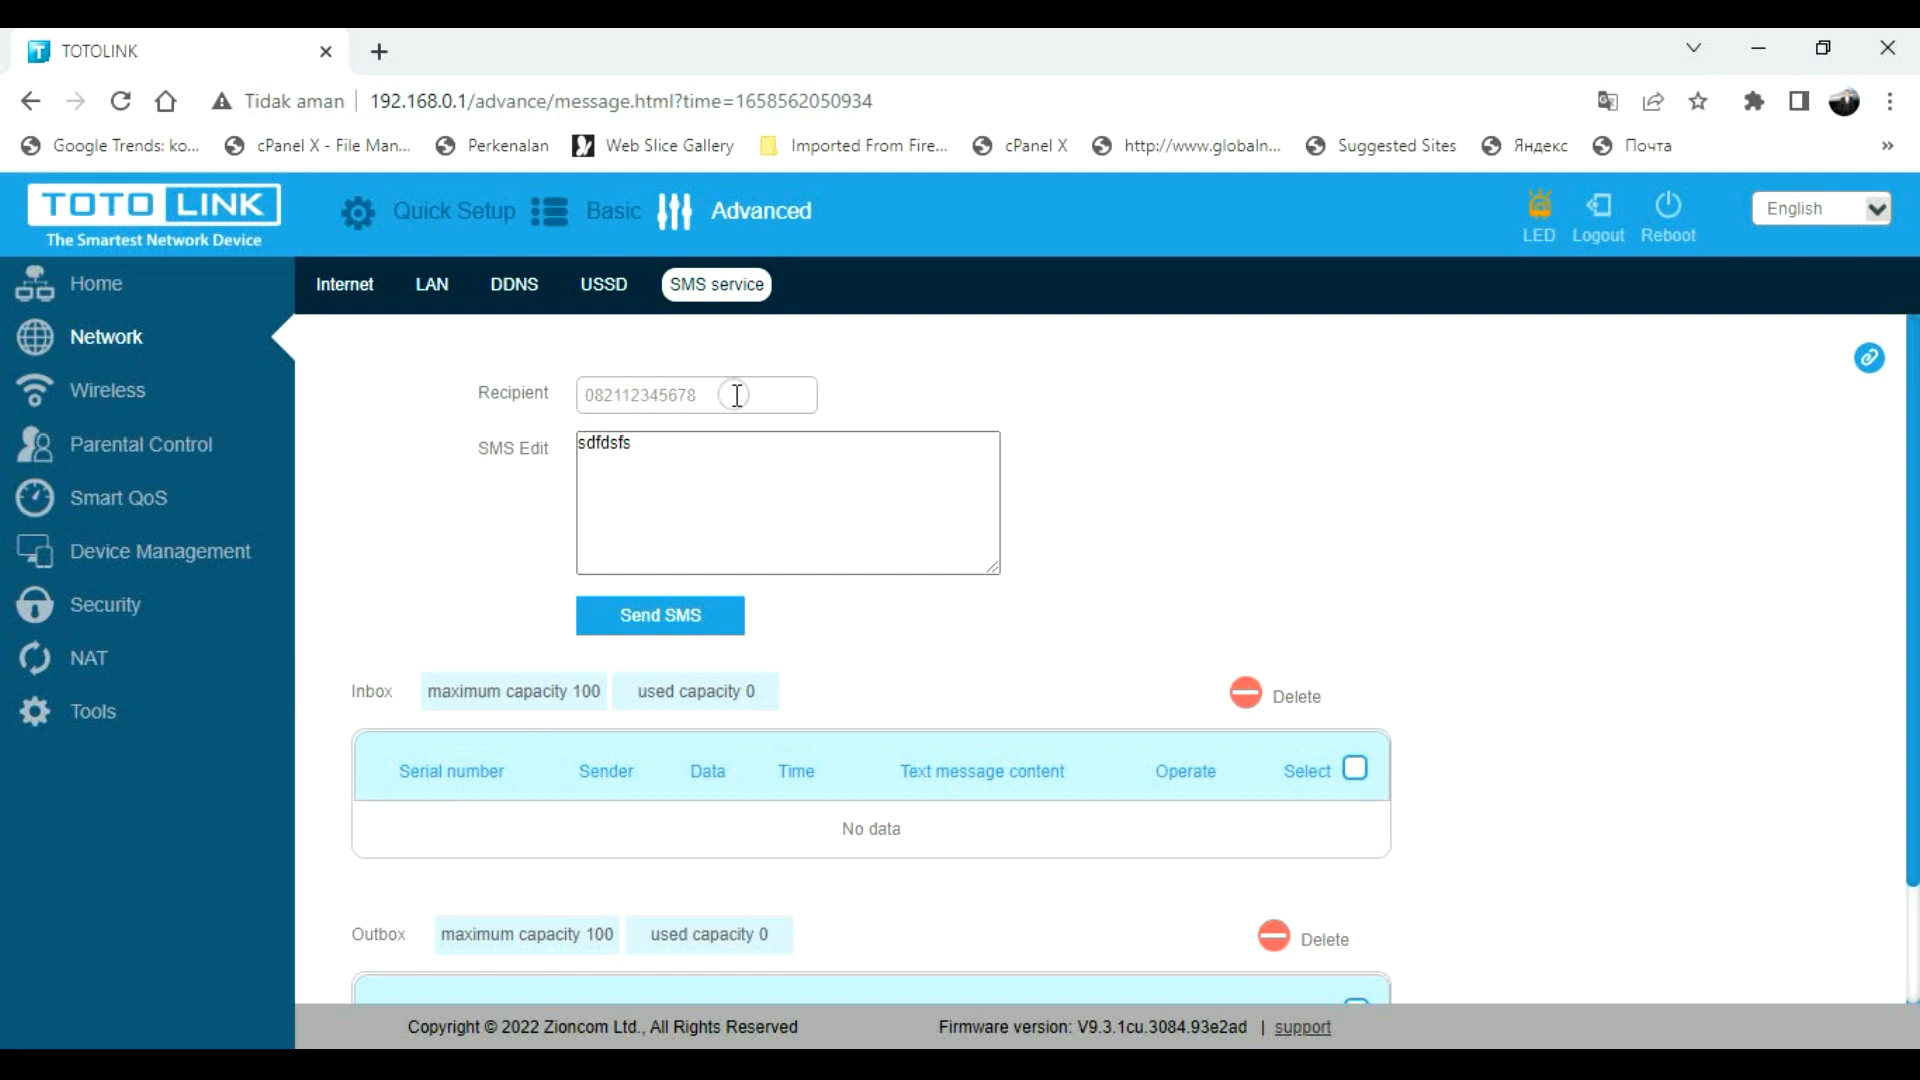 TOTOLINK
Tidak aman
192.168.0.1/advance/message.html?time=1658562050934
Google Trends: ko...
cPanel X - File Man...
Perkenalan
Web Slice Gallery
Imported From Fire...
cPanel X
http://www.globaln...
Suggested Sites
Яндекс
Почта
»
TOTO LINK
The Smartest Network Device
Quick Setup
Basic
Advanced
LED
Logout
Reboot
English
Home
Network
Wireless
Parental Control
Smart QoS
Device Management
Security
NAT
Tools
Internet
LAN
DDNS
USSD
SMS service
Recipient
082112345678
SMS Edit
sdfdsfs
Send SMS
Inbox
maximum capacity 100
used capacity 0
Delete
Serial number
Sender
Data
Time
Text message content
Operate
Select
No data
Outbox
maximum capacity 100
used capacity 0
Delete
Copyright © 2022 Zioncom Ltd., All Rights Reserved
Firmware version: V9.3.1cu.3084.93e2ad | support